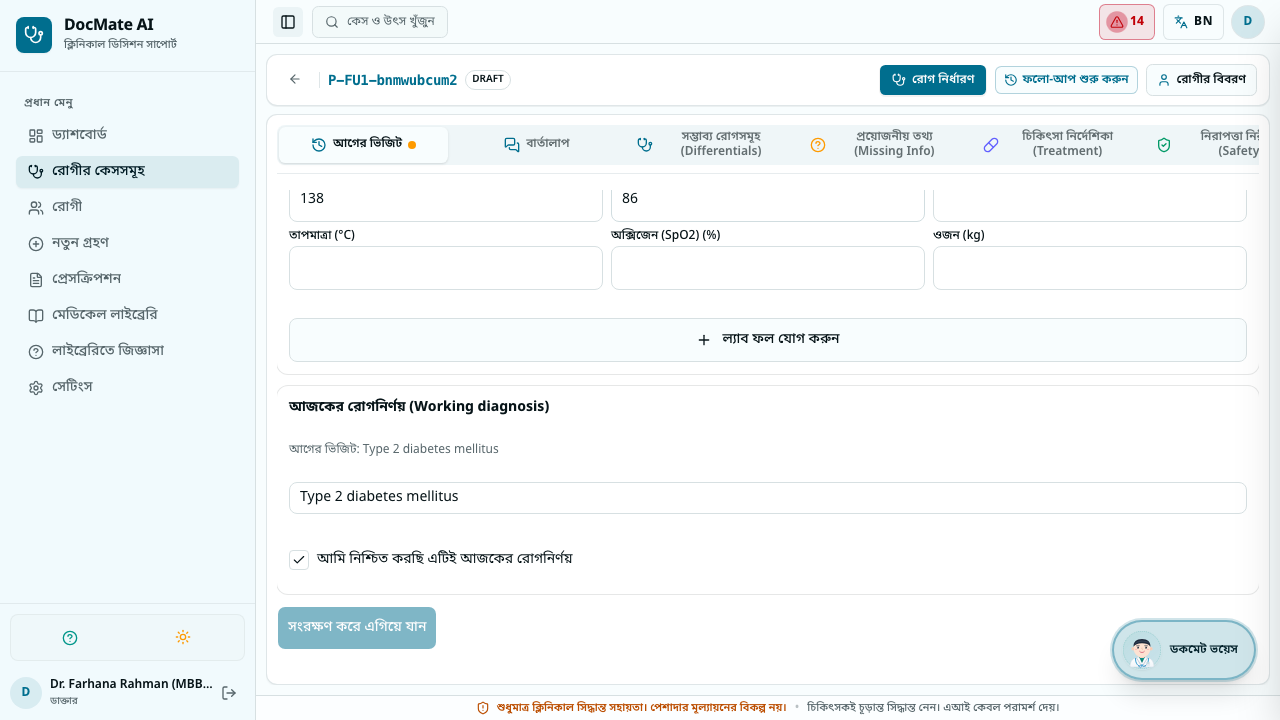 DocMate AI
ক্লিনিকাল ডিসিশন সাপোর্ট
প্রধান মেনু
ড্যাশবোর্ড
রোগীর কেসসমূহ
রোগী
নতুন গ্রহণ
প্রেসক্রিপশন
মেডিকেল লাইব্রেরি
লাইব্রেরিতে জিজ্ঞাসা
সেটিংস
D
Dr. Farhana Rahman (MBB...
ডাক্তার
কেস ও উৎস খুঁজুন
14
BN
D
P-FU1-bnmwubcum2
DRAFT
রোগ নির্ধারণ
ফলো-আপ শুরু করুন
রোগীর বিবরণ
আগের ভিজিট
বার্তালাপ
সম্ভাব্য রোগসমূহ
(Differentials)
প্রয়োজনীয় তথ্য
(Missing Info)
চিকিৎসা নির্দেশিকা
(Treatment)
নিরাপত্তা
(Safety
138
86
তাপমাত্রা (°C)
অক্সিজেন (SpO2) (%)
ওজন (kg)
ল্যাব ফল যোগ করুন
আজকের রোগনির্ণয় (Working diagnosis)
আগের ভিজিট: Type 2 diabetes mellitus
Type 2 diabetes mellitus
আমি নিশ্চিত করছি এটিই আজকের রোগনির্ণয়
সংরক্ষণ করে এগিয়ে যান
ডকমেট ভয়েস
শুধুমাত্র ক্লিনিকাল সিদ্ধান্ত সহায়তা। পেশাদার মূল্যায়নের বিকল্প নয়। • চিকিৎসকই চূড়ান্ত সিদ্ধান্ত নেন। এআই কেবল পরামর্শ দেয়।